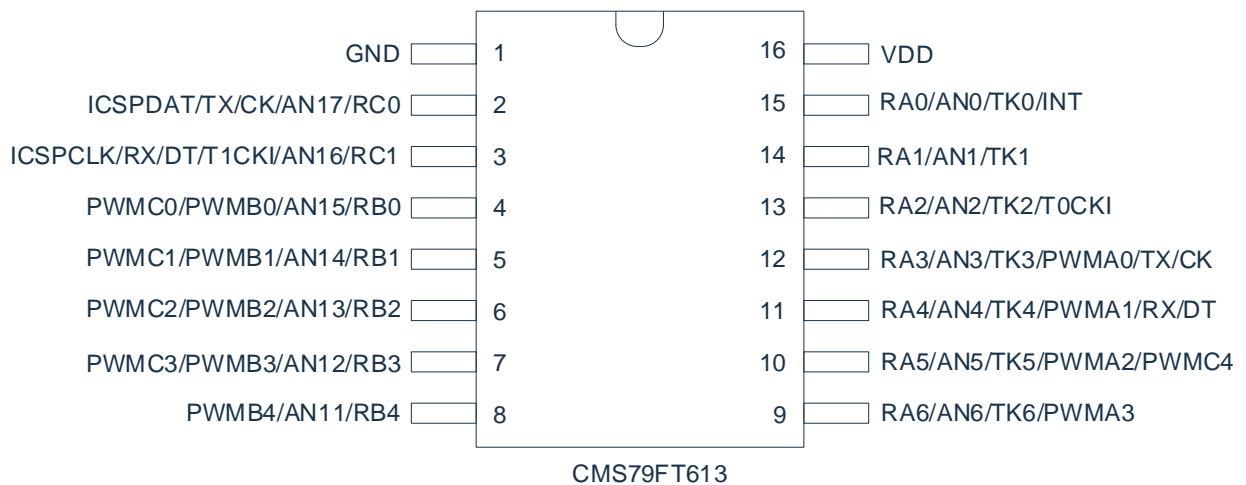 GND 1 16 VDD
ICSPDAT/TX/CK/AN17/RC0 2 15 RA0/AN0/TK0/INT
ICSPCLK/RX/DT/T1CKI/AN16/RC1 3 14 RA1/AN1/TK1
PWMC0/PWMB0/AN15/RB0 4 13 RA2/AN2/TK2/T0CKI
PWMC1/PWMB1/AN14/RB1 5 12 RA3/AN3/TK3/PWMA0/TX/CK
PWMC2/PWMB2/AN13/RB2 6 11 RA4/AN4/TK4/PWMA1/RX/DT
PWMC3/PWMB3/AN12/RB3 7 10 RA5/AN5/TK5/PWMA2/PWMC4
PWMB4/AN11/RB4 8 9 RA6/AN6/TK6/PWMA3
CMS79FT613